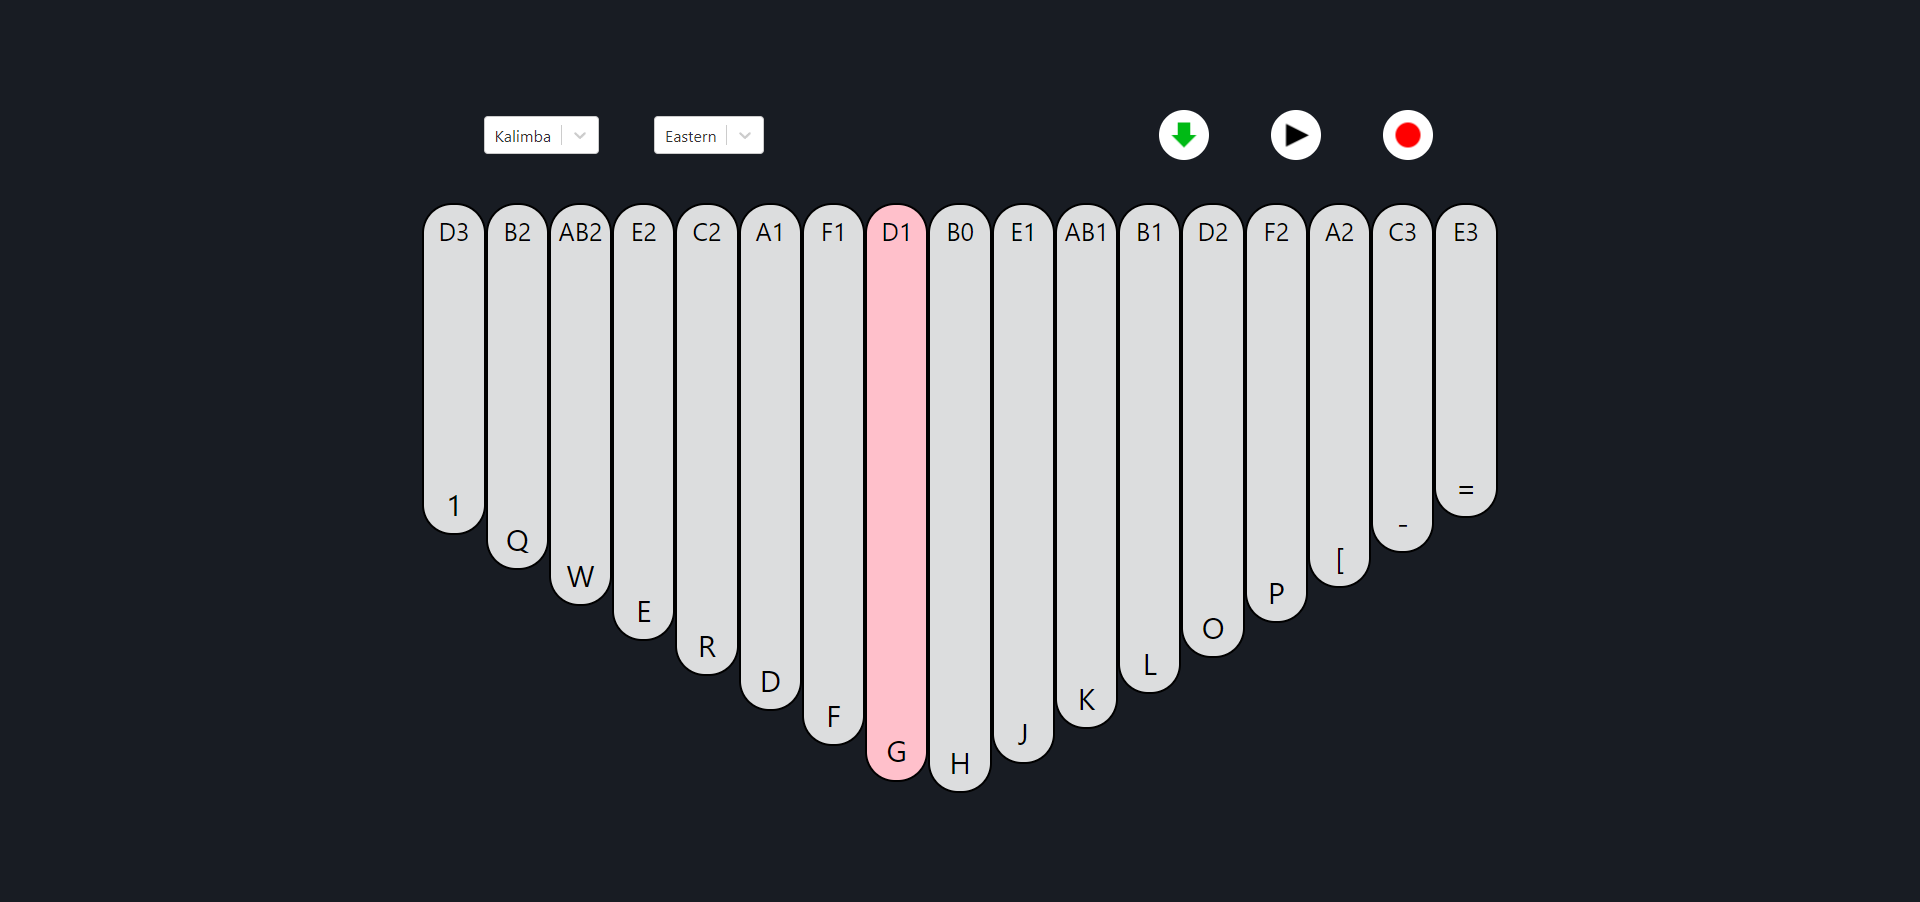 Kalimba Eastern
D3 B2 AB2 E2 C2 A1 F1 D1 B0 E1 AB1 B1 D2 F2 A2 C3 E3
1 Q W E R D F G H J K L O P [ - =